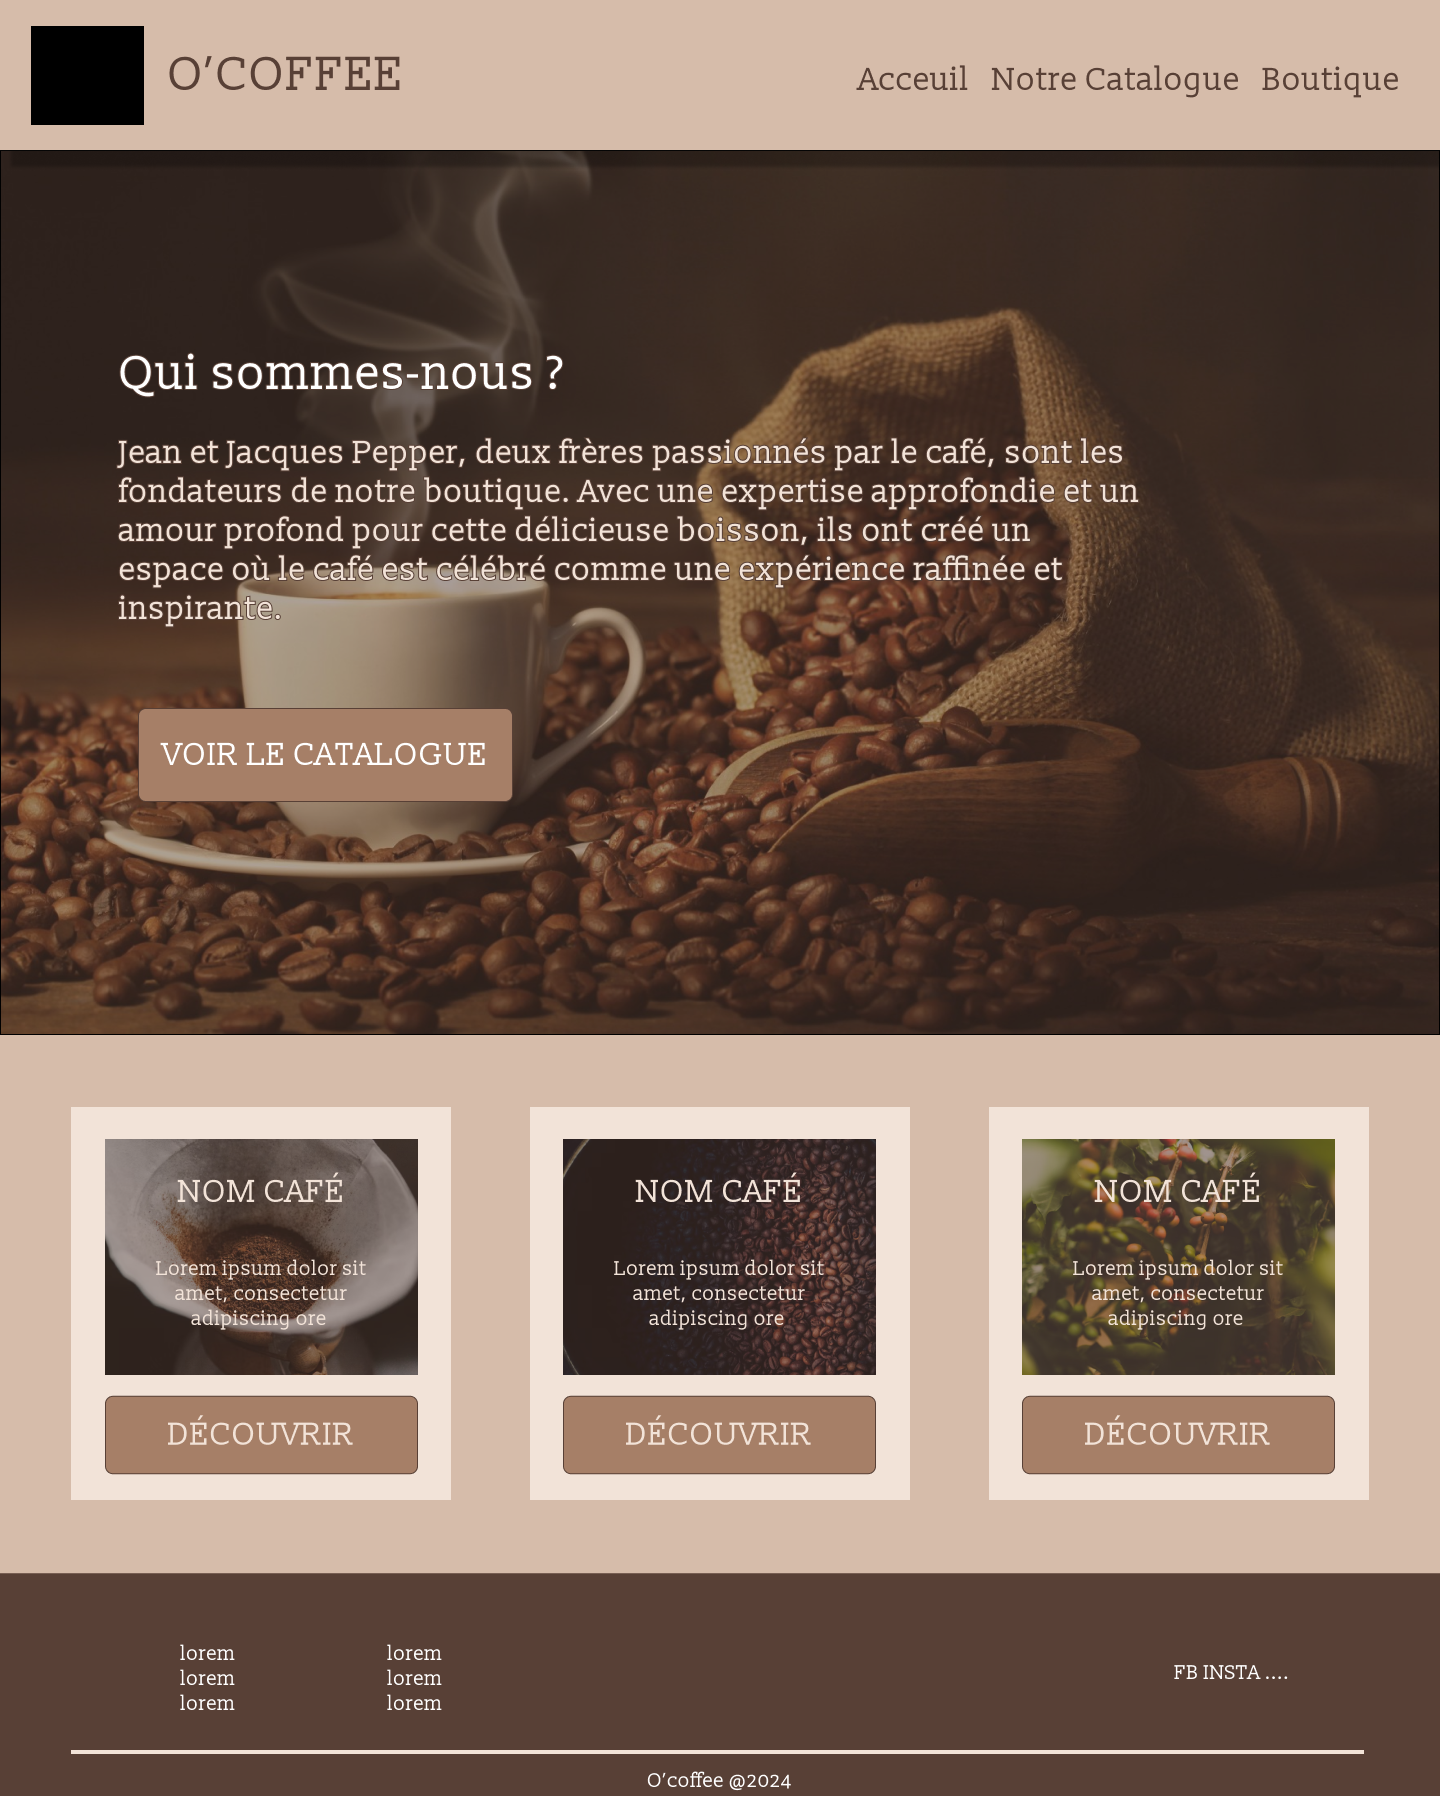 O'COFFEE
Acceuil Notre Catalogue Boutique
Qui sommes-nous ?
Jean et Jacques Pepper, deux frères passionnés par le café, sont les
fondateurs de notre boutique. Avec une expertise approfondie et un
amour profond pour cette délicieuse boisson, ils ont créé un
espace où le café est célébré comme une expérience raffinée et
inspirante.
VOIR LE CATALOGUE
NOM CAFÉ
Lorem ipsum dolor sit
amet, consectetur
adipiscing ore
DÉCOUVRIR
NOM CAFÉ
Lorem ipsum dolor sit
amet, consectetur
adipiscing ore
DÉCOUVRIR
NOM CAFÉ
Lorem ipsum dolor sit
amet, consectetur
adipiscing ore
DÉCOUVRIR
lorem
lorem
lorem
lorem
lorem
lorem
FB INSTA ....
O'coffee @2024